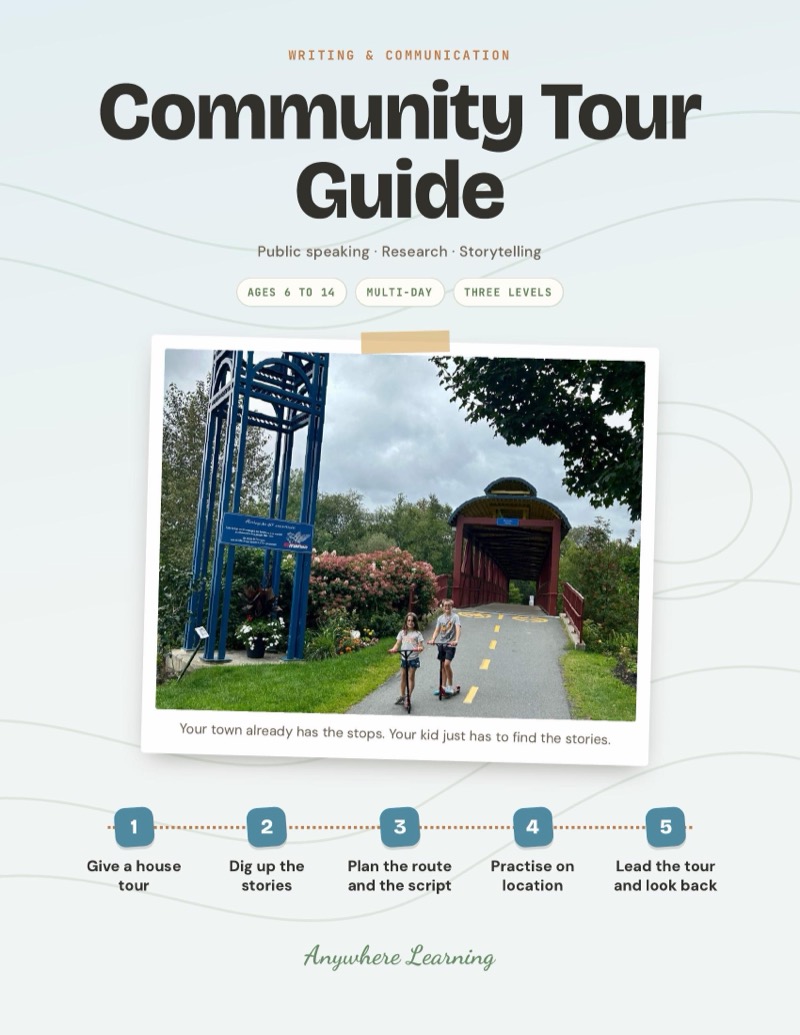 WRITING & COMMUNICATION
Community Tour
Guide
Public speaking · Research · Storytelling
AGES 6 TO 14
MULTI-DAY
THREE LEVELS
Your town already has the stops. Your kid just has to find the stories.
1
2
3
4
5
Give a house
tour
Dig up the
stories
Plan the route
and the script
Practise on
location
Lead the tour
and look back
Anywhere Learning